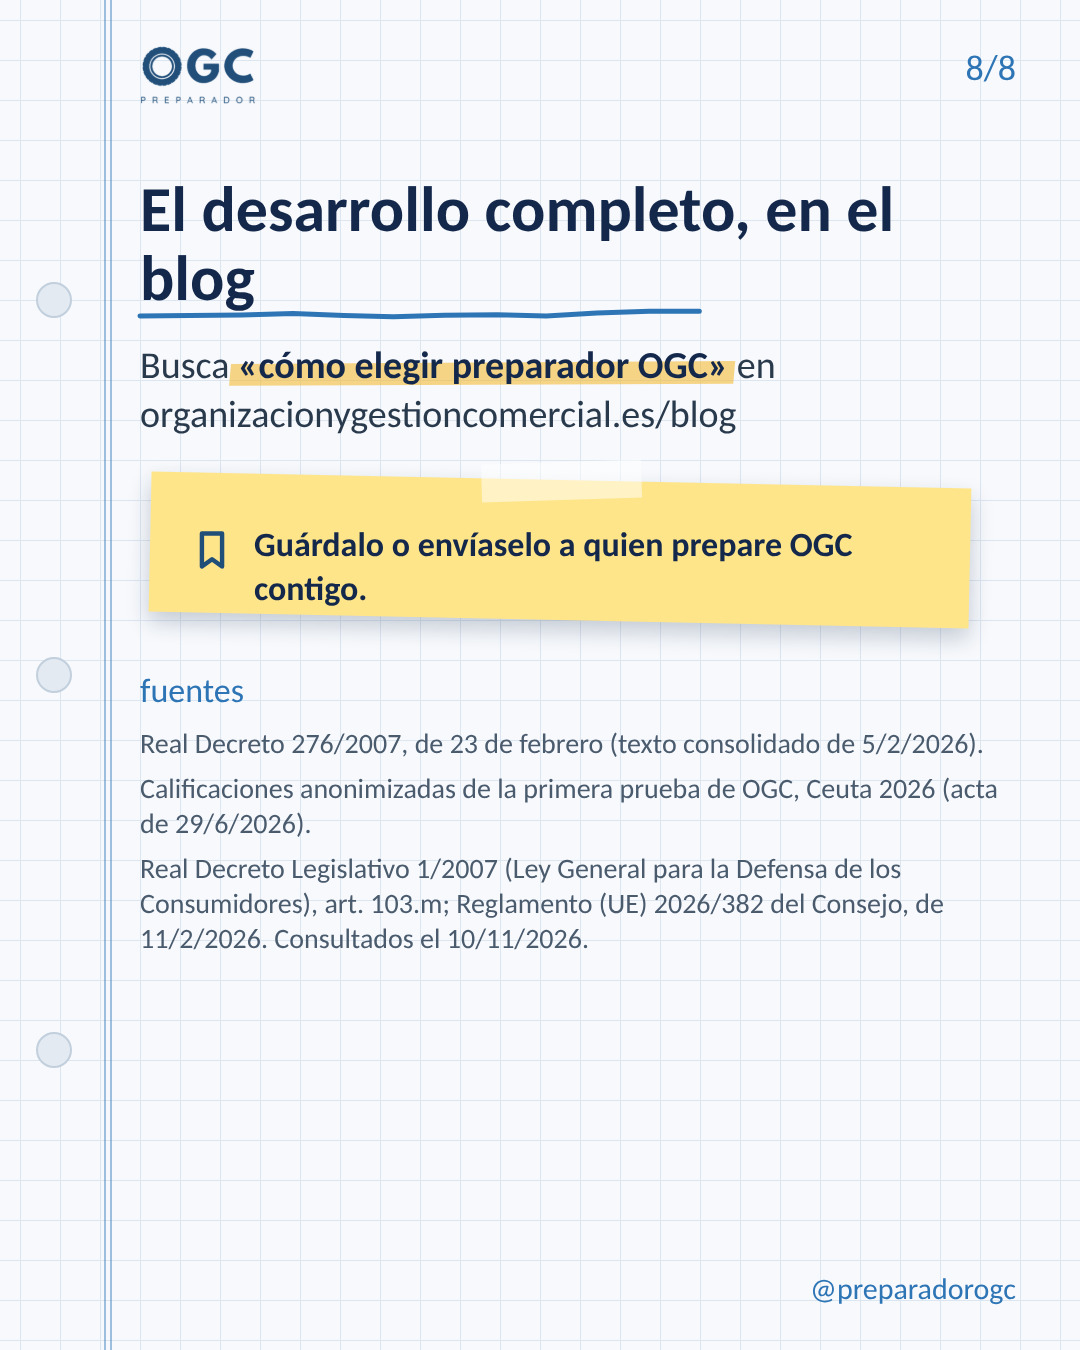 OGC
PREPARADOR
8/8
El desarrollo completo, en el
blog
Busca «cómo elegir preparador OGC» en
organizacionygestioncomercial.es/blog
Guárdalo o envíaselo a quien prepare OGC
contigo.
fuentes
Real Decreto 276/2007, de 23 de febrero (texto consolidado de 5/2/2026).
Calificaciones anonimizadas de la primera prueba de OGC, Ceuta 2026 (acta
de 29/6/2026).
Real Decreto Legislativo 1/2007 (Ley General para la Defensa de los
Consumidores), art. 103.m; Reglamento (UE) 2026/382 del Consejo, de
11/2/2026. Consultados el 10/11/2026.
@preparadorogc